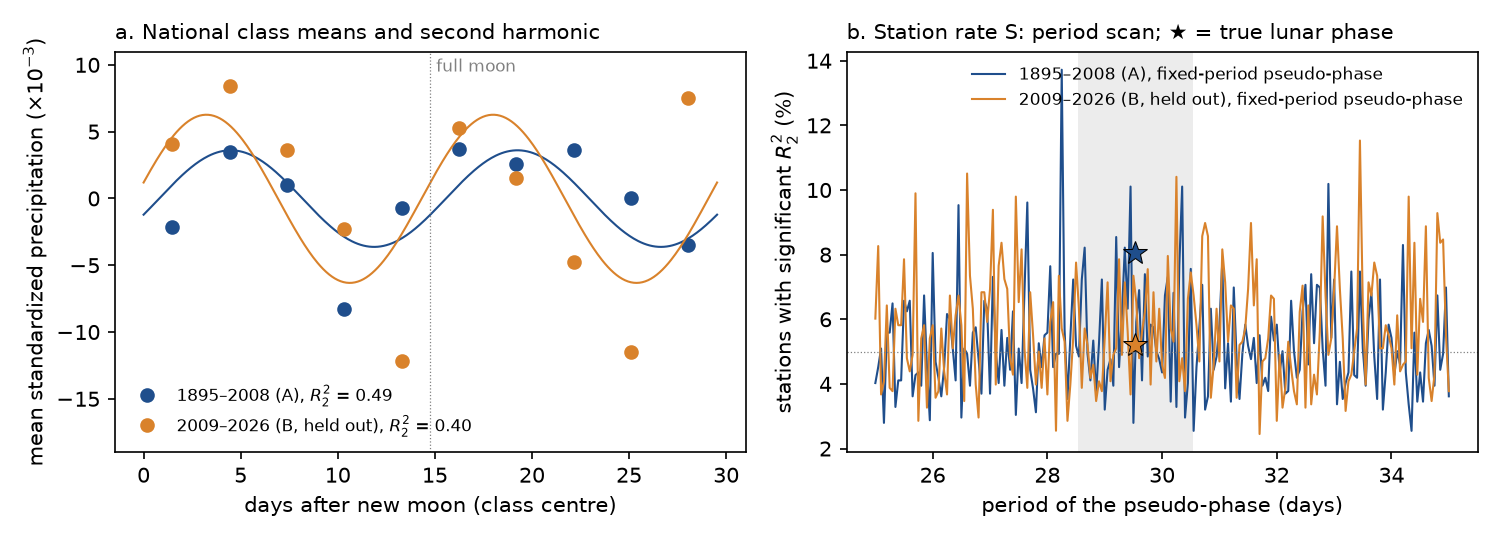 a. National class means and second harmonic
mean standardized precipitation (×10⁻³)
10
5
0
−5
−10
−15
full moon
1895–2008 (A), R₂² = 0.49
2009–2026 (B, held out), R₂² = 0.40
0 5 10 15 20 25 30
days after new moon (class centre)
b. Station rate S: period scan; ★ = true lunar phase
stations with significant R₂² (%)
14
12
10
8
6
4
2
1895–2008 (A), fixed-period pseudo-phase
2009–2026 (B, held out), fixed-period pseudo-phase
26 28 30 32 34
period of the pseudo-phase (days)